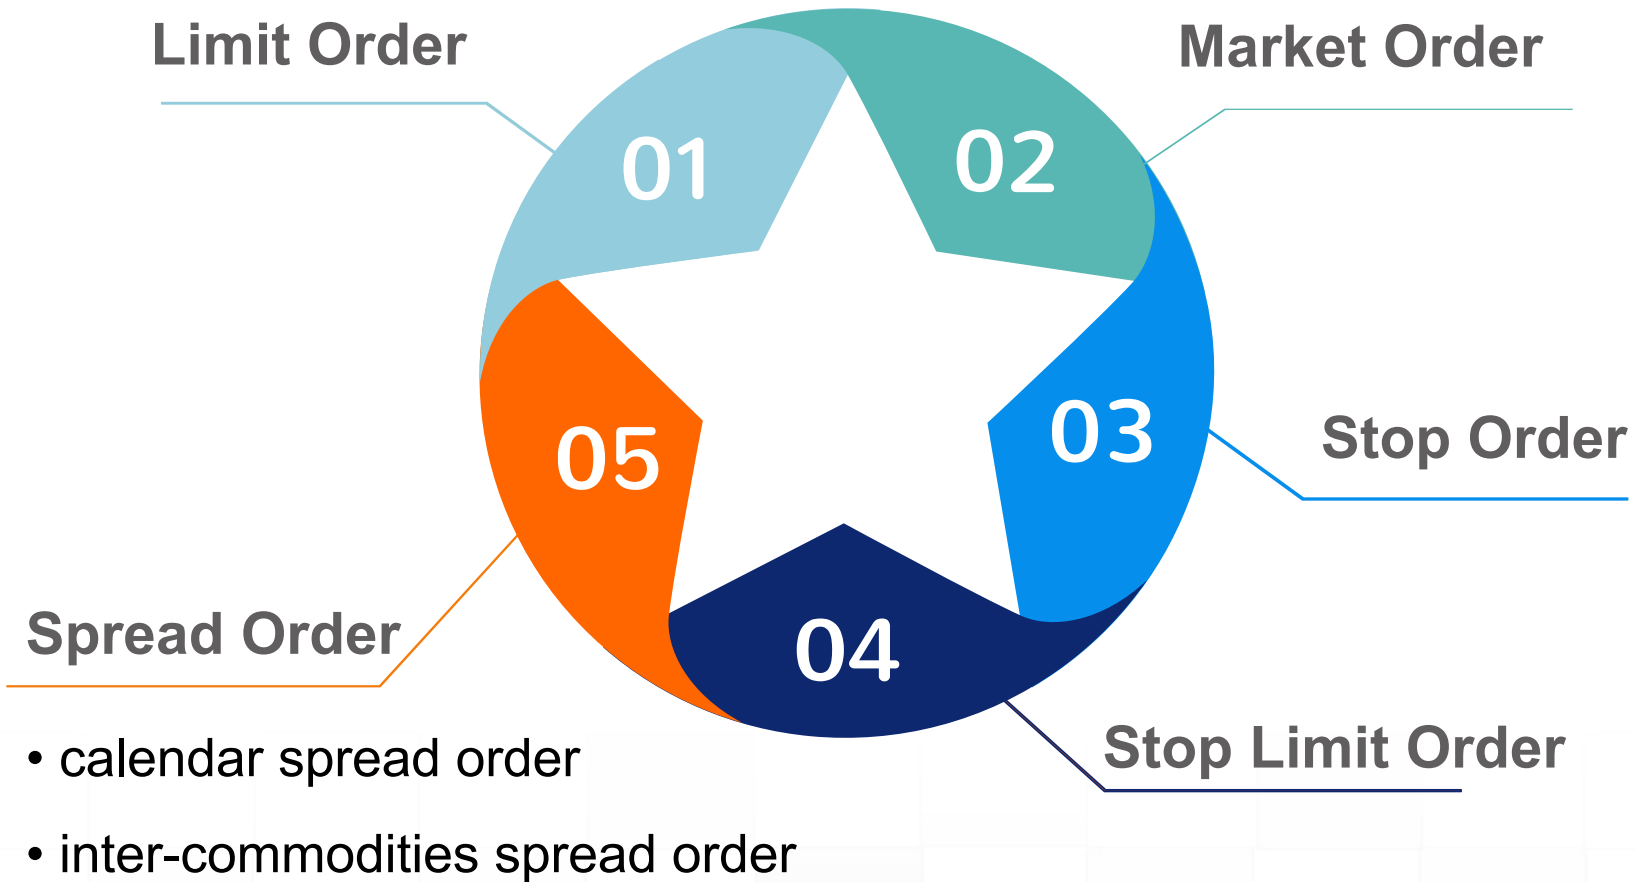 Limit Order
01
02
Market Order
03
Stop Order
04
Stop Limit Order
05
Spread Order
• calendar spread order
• inter-commodities spread order